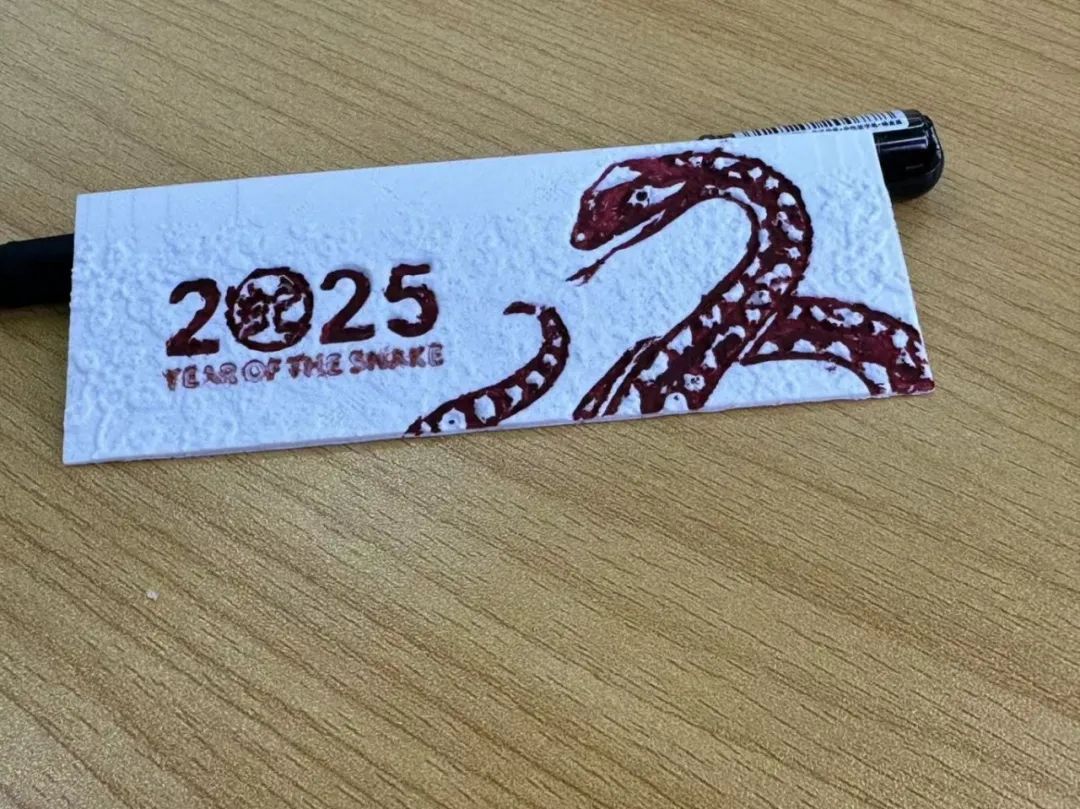 2025
YEAR OF THE SNAKE